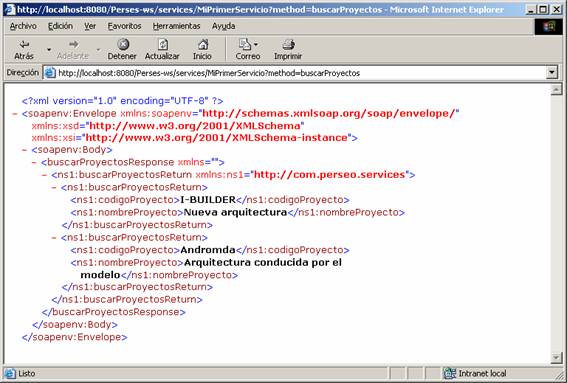 http://localhost:8080/Perses-ws/services/MiPrimerServicio?method=buscarProyectos - Microsoft Internet Explorer
Archivo Edición Ver Favoritos Herramientas Ayuda
Atrás Adelante Detener Actualizar Inicio Correo Imprimir
Dirección http://localhost:8080/Perses-ws/services/MiPrimerServicio?method=buscarProyectos
<?xml version="1.0" encoding="UTF-8" ?>
- <soapenv:Envelope xmlns:soapenv="http://schemas.xmlsoap.org/soap/envelope/"
xmlns:xsd="http://www.w3.org/2001/XMLSchema"
xmlns:xsi="http://www.w3.org/2001/XMLSchema-instance">
- <soapenv:Body>
- <buscarProyectosResponse xmlns="">
- <ns1:buscarProyectosReturn xmlns:ns1="http://com.perseo.services">
- <ns1:buscarProyectosReturn>
<ns1:codigoProyecto>I-BUILDER</ns1:codigoProyecto>
<ns1:nombreProyecto>Nueva arquitectura</ns1:nombreProyecto>
</ns1:buscarProyectosReturn>
- <ns1:buscarProyectosReturn>
<ns1:codigoProyecto>Andromda</ns1:codigoProyecto>
<ns1:nombreProyecto>Arquitectura conducida por el
modelo</ns1:nombreProyecto>
</ns1:buscarProyectosReturn>
</ns1:buscarProyectosReturn>
</buscarProyectosResponse>
</soapenv:Body>
</soapenv:Envelope>
Listo Intranet local